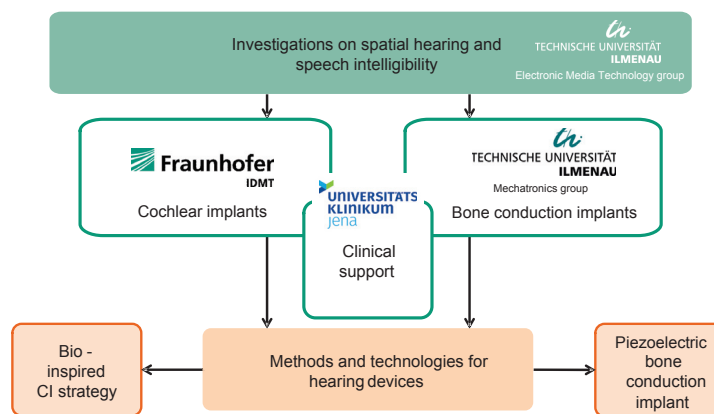 Investigations on spatial hearing and
speech intelligibility
th
TECHNISCHE UNIVERSITÄT
ILMENAU
Electronic Media Technology group
Fraunhofer
IDMT
Cochlear implants
UNIVERSITÄTS
KLINIKUM
jena
Clinical
support
th
TECHNISCHE UNIVERSITÄT
ILMENAU
Mechatronics group
Bone conduction implants
Bio -
inspired
CI strategy
Methods and technologies for
hearing devices
Piezoelectric
bone
conduction
implant